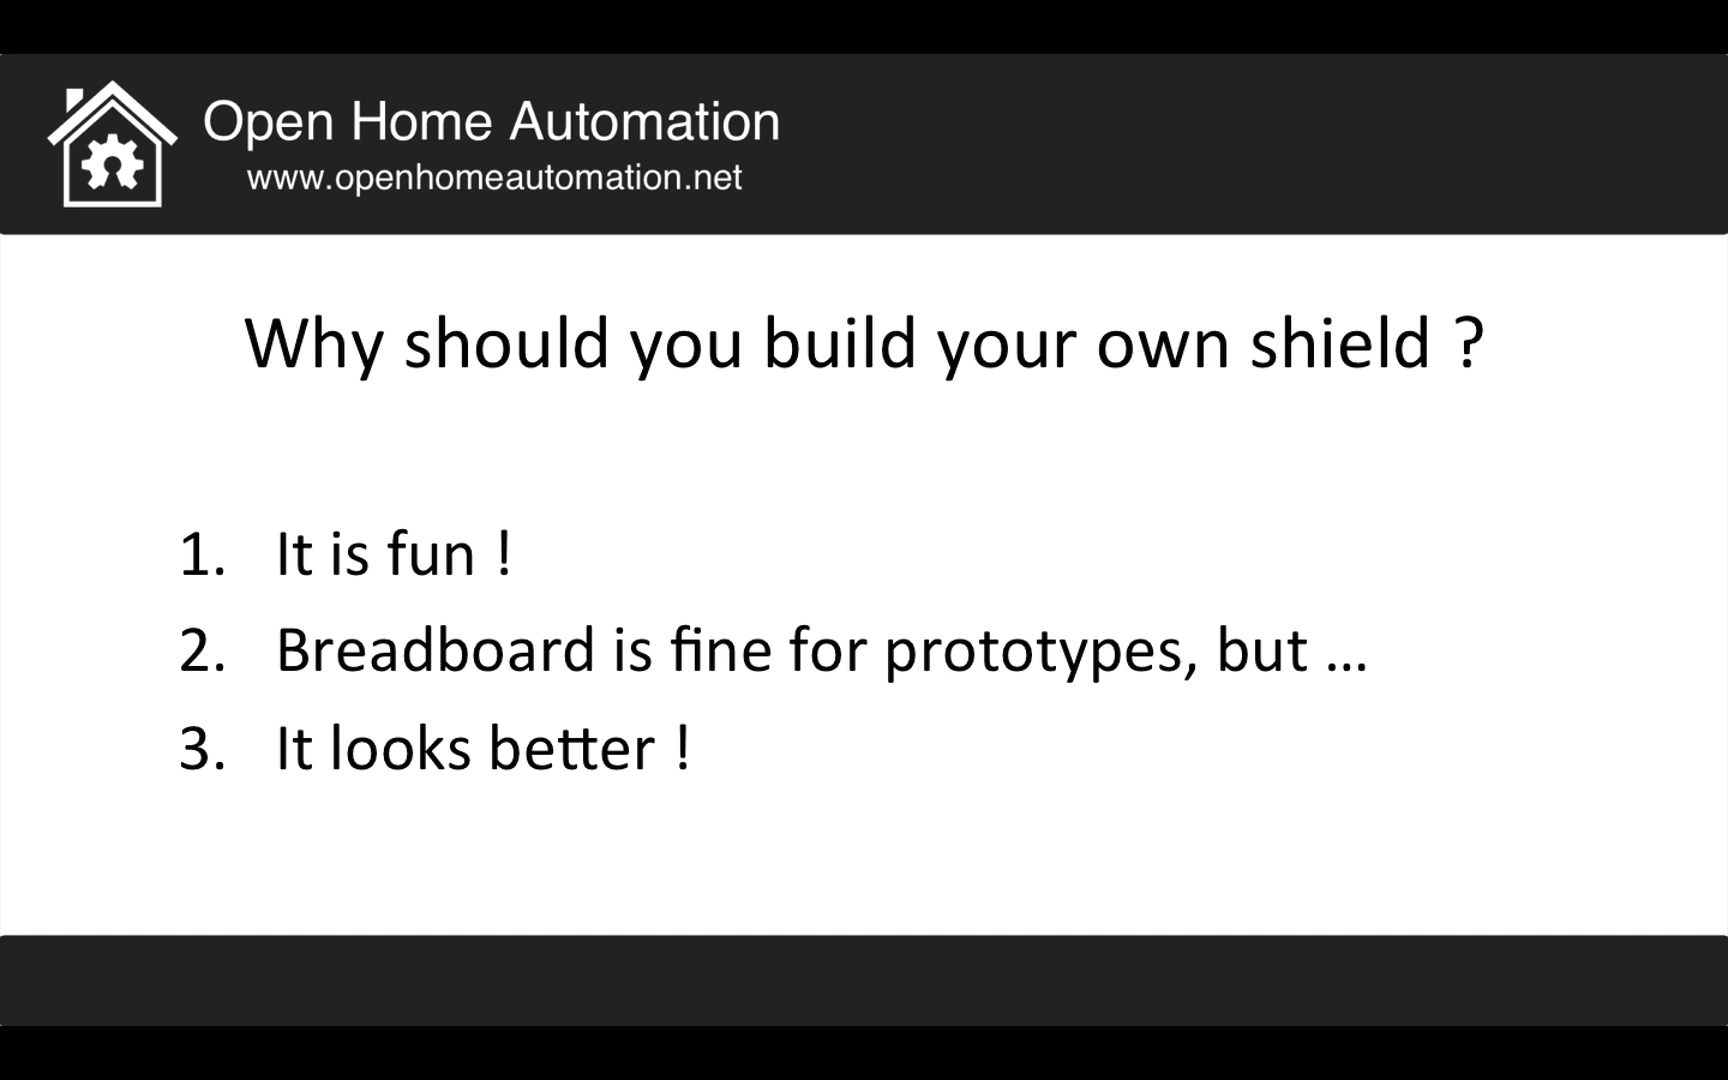 Open Home Automation
www.openhomeautomation.net
Why should you build your own shield ?
1. It is fun !
2. Breadboard is fine for prototypes, but ...
3. It looks better !